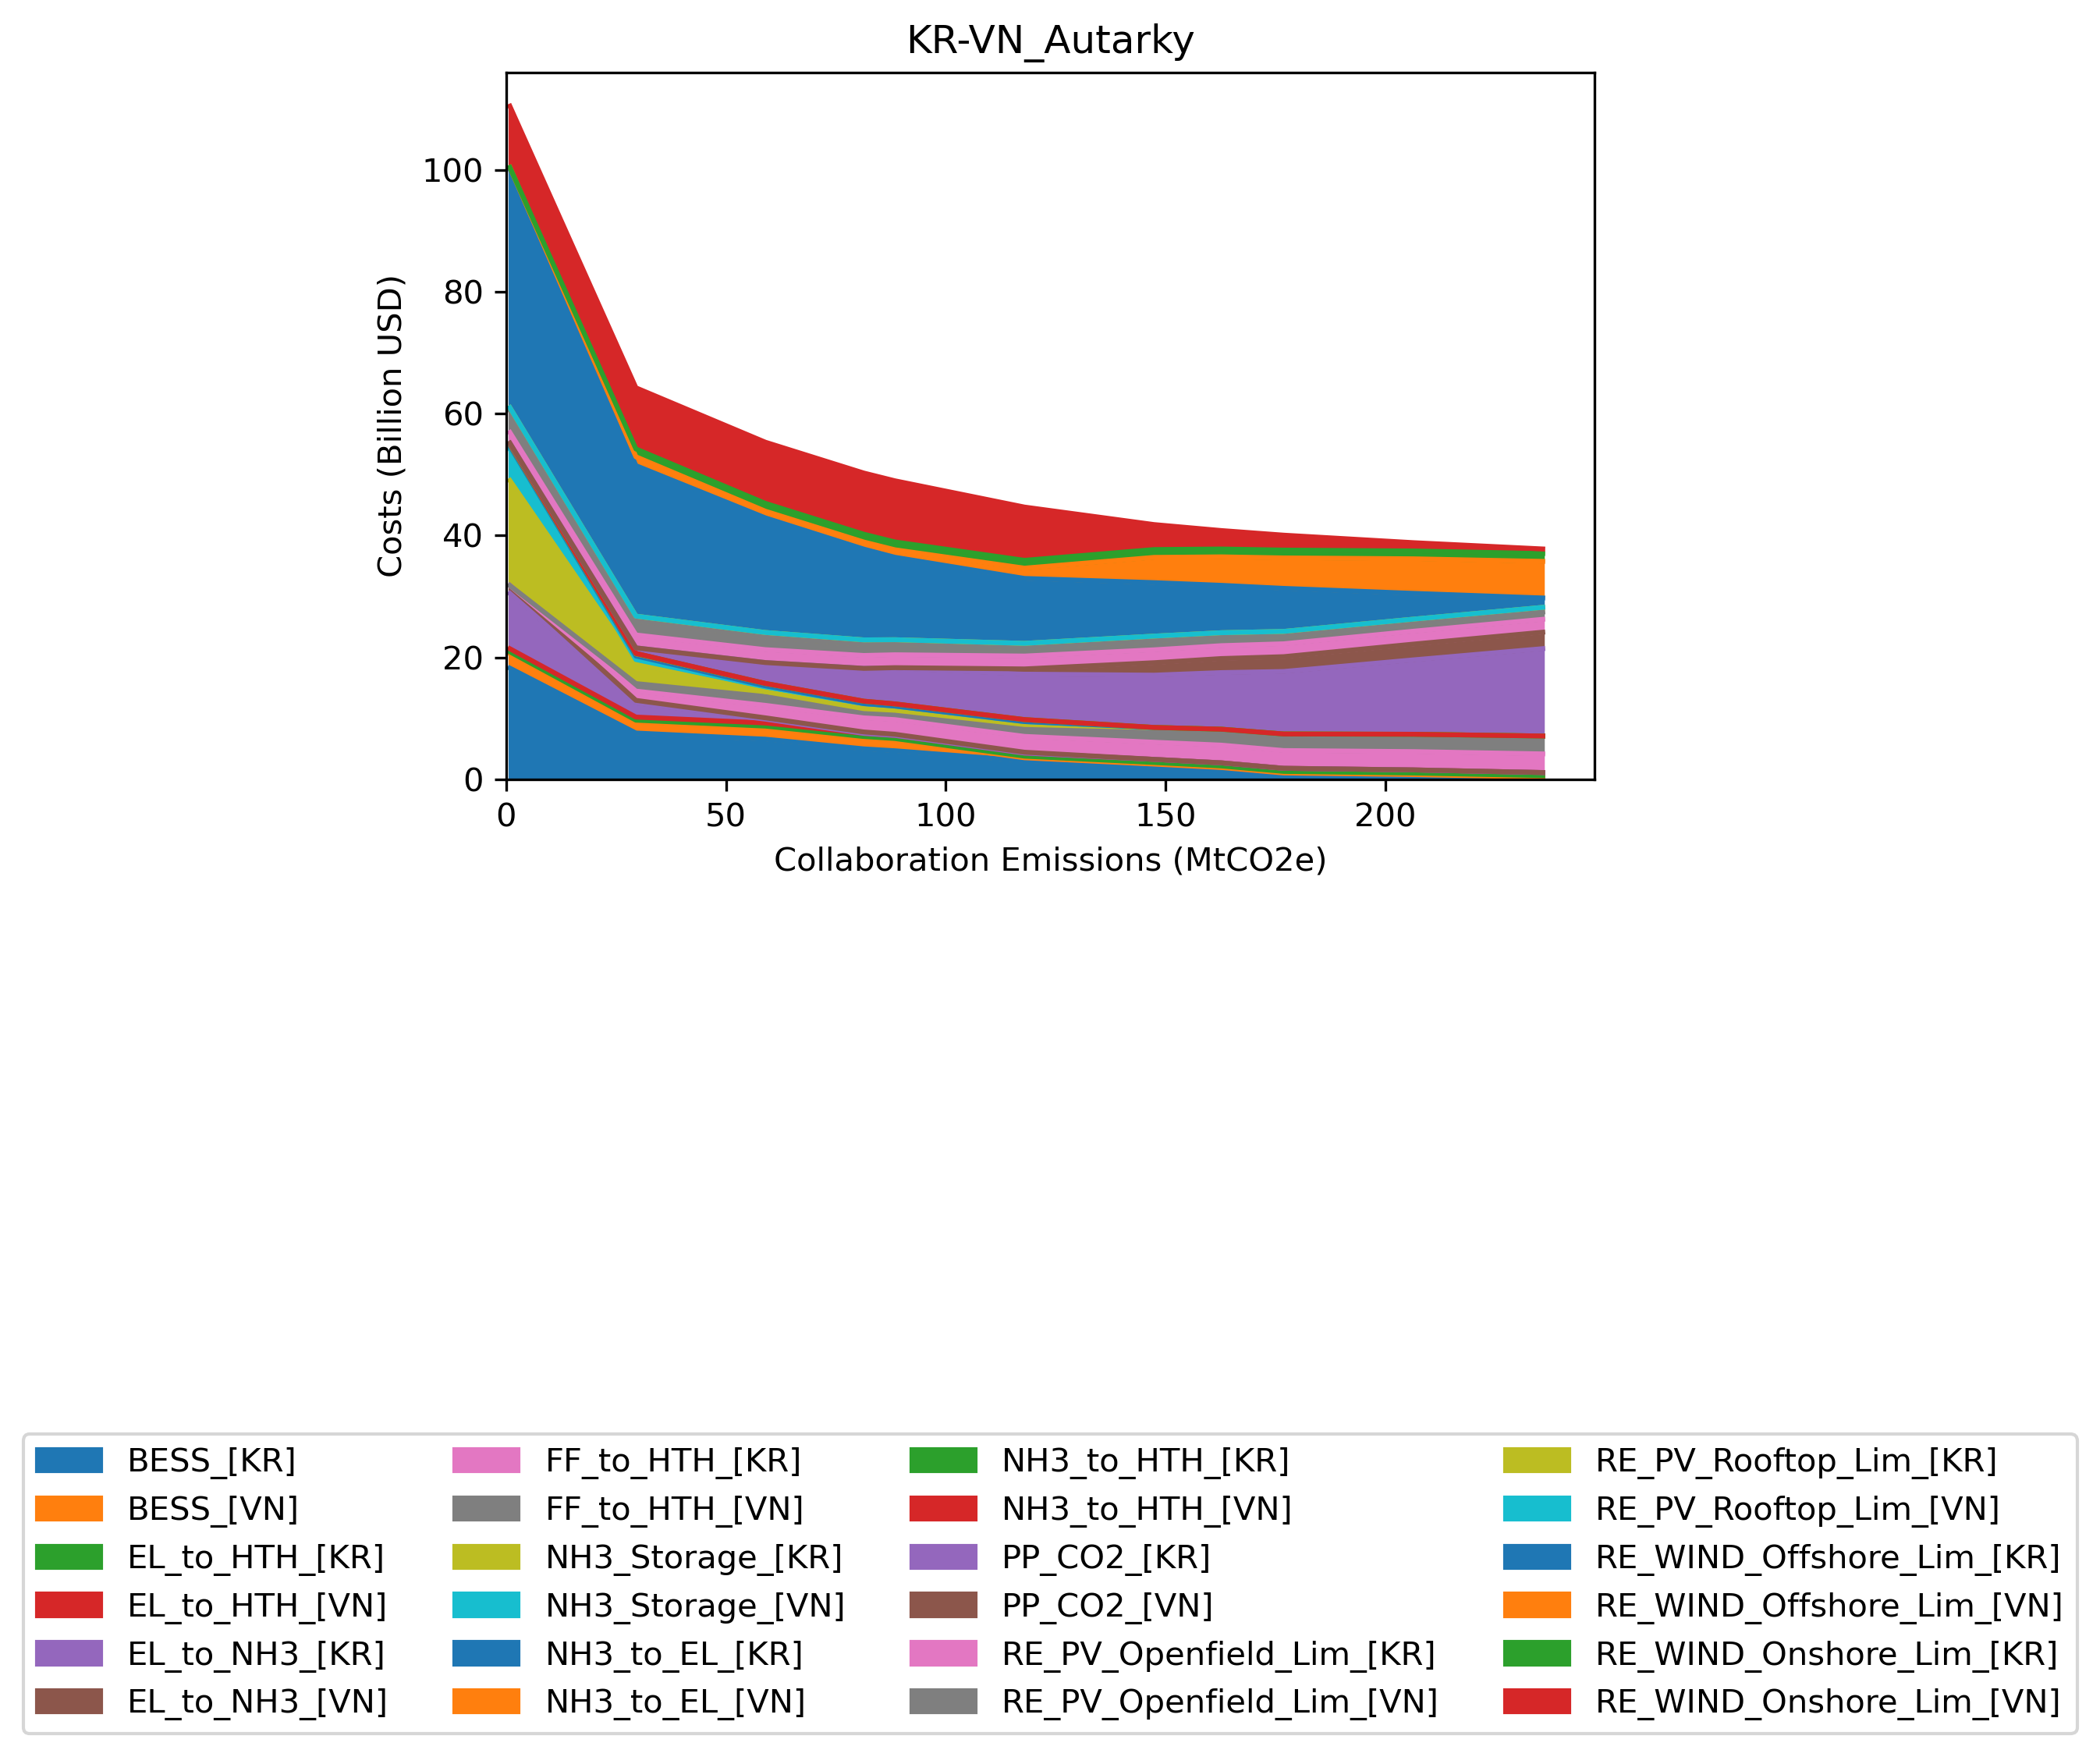 KR-VN_Autarky
Costs (Billion USD)
100
80
60
40
20
0
0 50 100 150 200
Collaboration Emissions (MtCO2e)
BESS_[KR]
BESS_[VN]
EL_to_HTH_[KR]
EL_to_HTH_[VN]
EL_to_NH3_[KR]
EL_to_NH3_[VN]
FF_to_HTH_[KR]
FF_to_HTH_[VN]
NH3_Storage_[KR]
NH3_Storage_[VN]
NH3_to_EL_[KR]
NH3_to_EL_[VN]
NH3_to_HTH_[KR]
NH3_to_HTH_[VN]
PP_CO2_[KR]
PP_CO2_[VN]
RE_PV_Openfield_Lim_[KR]
RE_PV_Openfield_Lim_[VN]
RE_PV_Rooftop_Lim_[KR]
RE_PV_Rooftop_Lim_[VN]
RE_WIND_Offshore_Lim_[KR]
RE_WIND_Offshore_Lim_[VN]
RE_WIND_Onshore_Lim_[KR]
RE_WIND_Onshore_Lim_[VN]